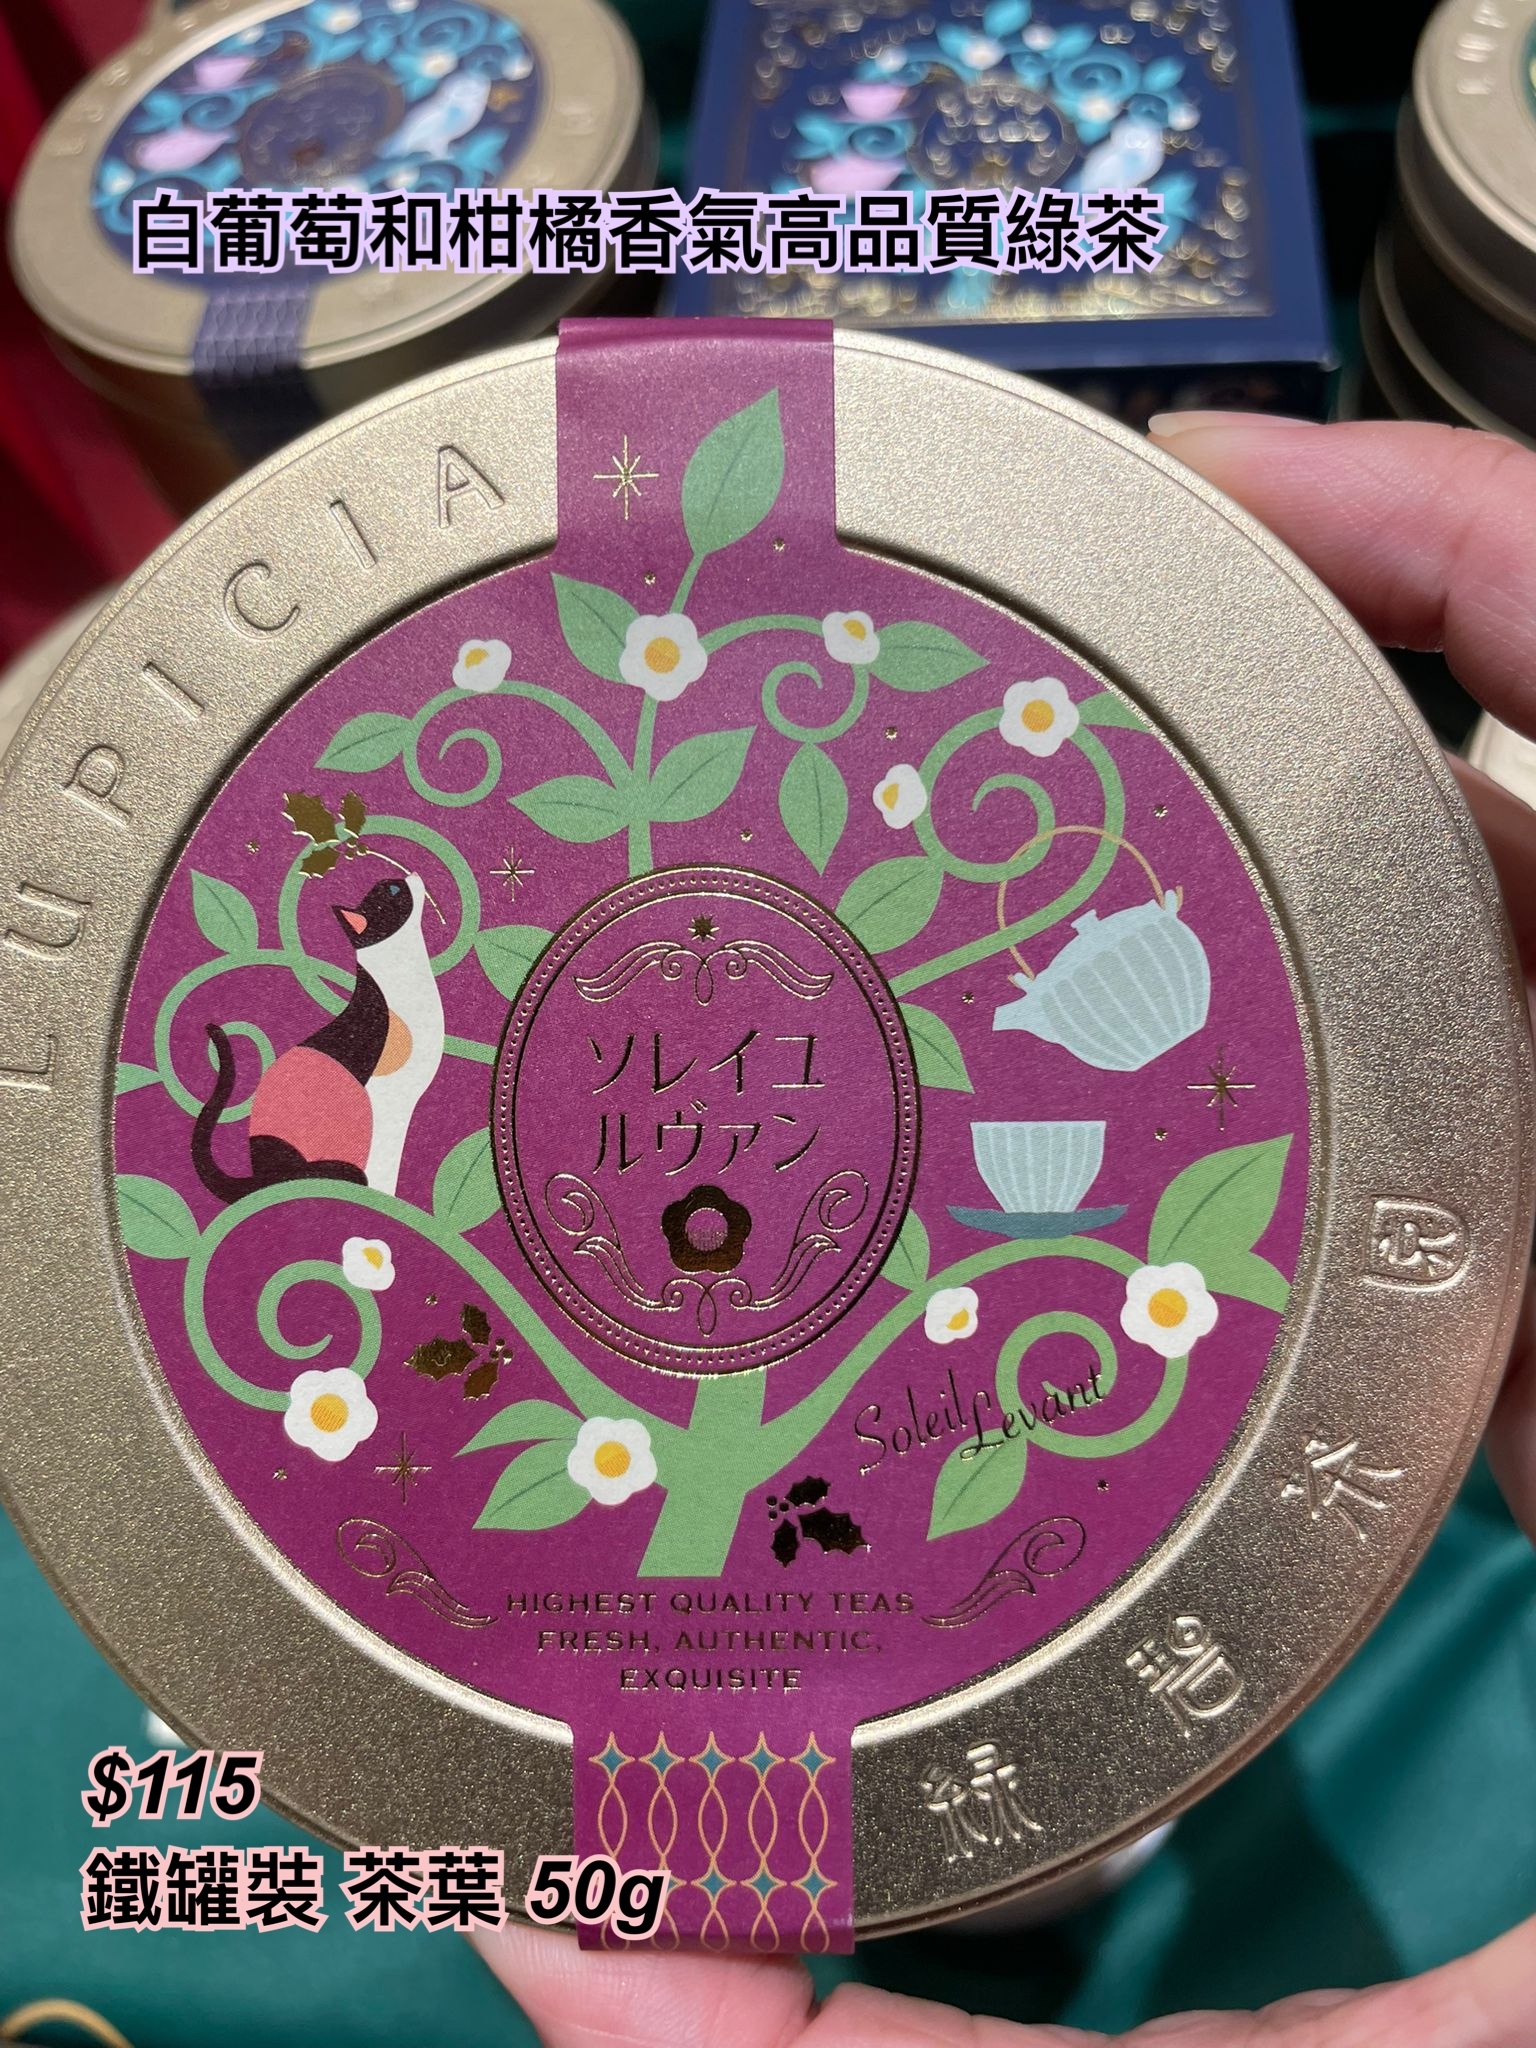 白葡萄和柑橘香氣高品質綠茶
LUPICIA
ソレイユ
ルヴァン
Soleil Levant
HIGHEST QUALITY TEAS
FRESH, AUTHENTIC,
EXQUISITE
緑碧茶園
$115
鐵罐裝 茶葉 50g